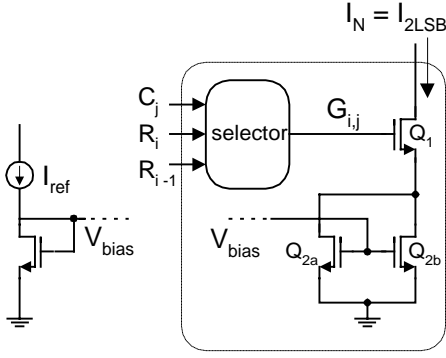 I_N = I_2LSB
C_j
R_i
R_i-1
selector
G_i,j
Q_1
I_ref
V_bias
V_bias
Q_2a
Q_2b